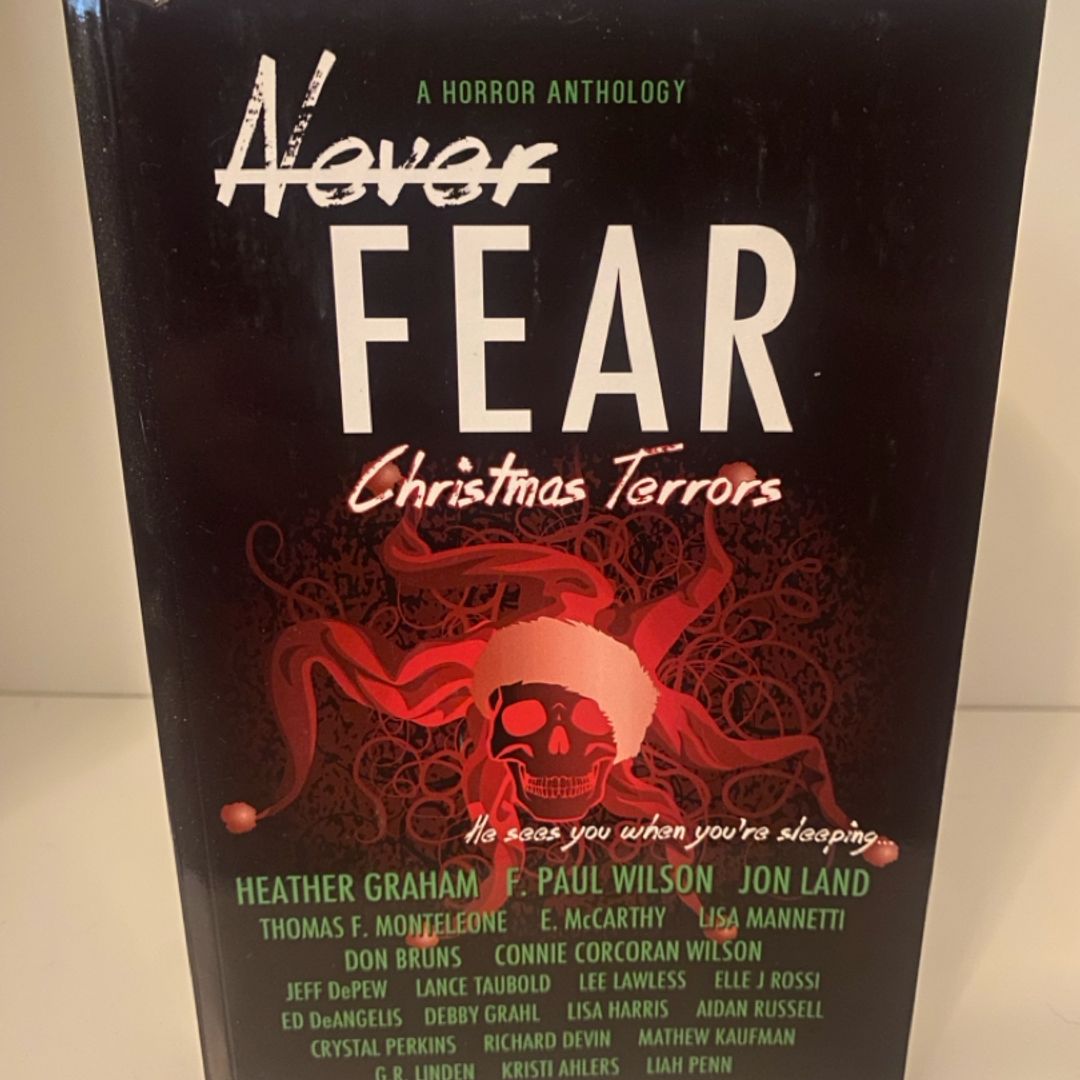 A HORROR ANTHOLOGY
Never
FEAR
Christmas Terrors
He sees you when you're sleeping...
HEATHER GRAHAM F. PAUL WILSON JON LAND
THOMAS F. MONTELEONE E. McCARTHY LISA MANNETTI
DON BRUNS CONNIE CORCORAN WILSON
JEFF DePEW LANCE TAUBOLD LEE LAWLESS ELLE J ROSSI
ED DeANGELIS DEBBY GRAHL LISA HARRIS AIDAN RUSSELL
CRYSTAL PERKINS RICHARD DEVIN MATHEW KAUFMAN
G.R. LINDEN KRISTI AHLERS LIAH PENN